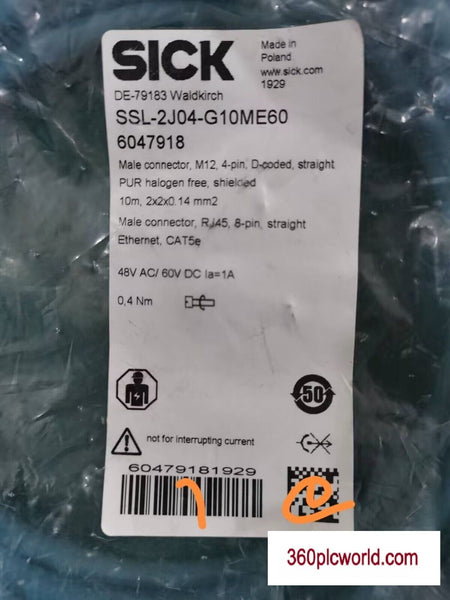 SICK
Made in
Poland
www.sick.com
1929
DE-79183 Waldkirch
SSL-2J04-G10ME60
6047918
Male connector, M12, 4-pin, D-coded, straight
PUR halogen free, shielded
10m, 2x2x0.14 mm2
Male connector, RJ45, 8-pin, straight
Ethernet, CAT5e
48V AC/ 60V DC Ia=1A
0,4 Nm
50
not for interrupting current
60479181929
360plcworld.com